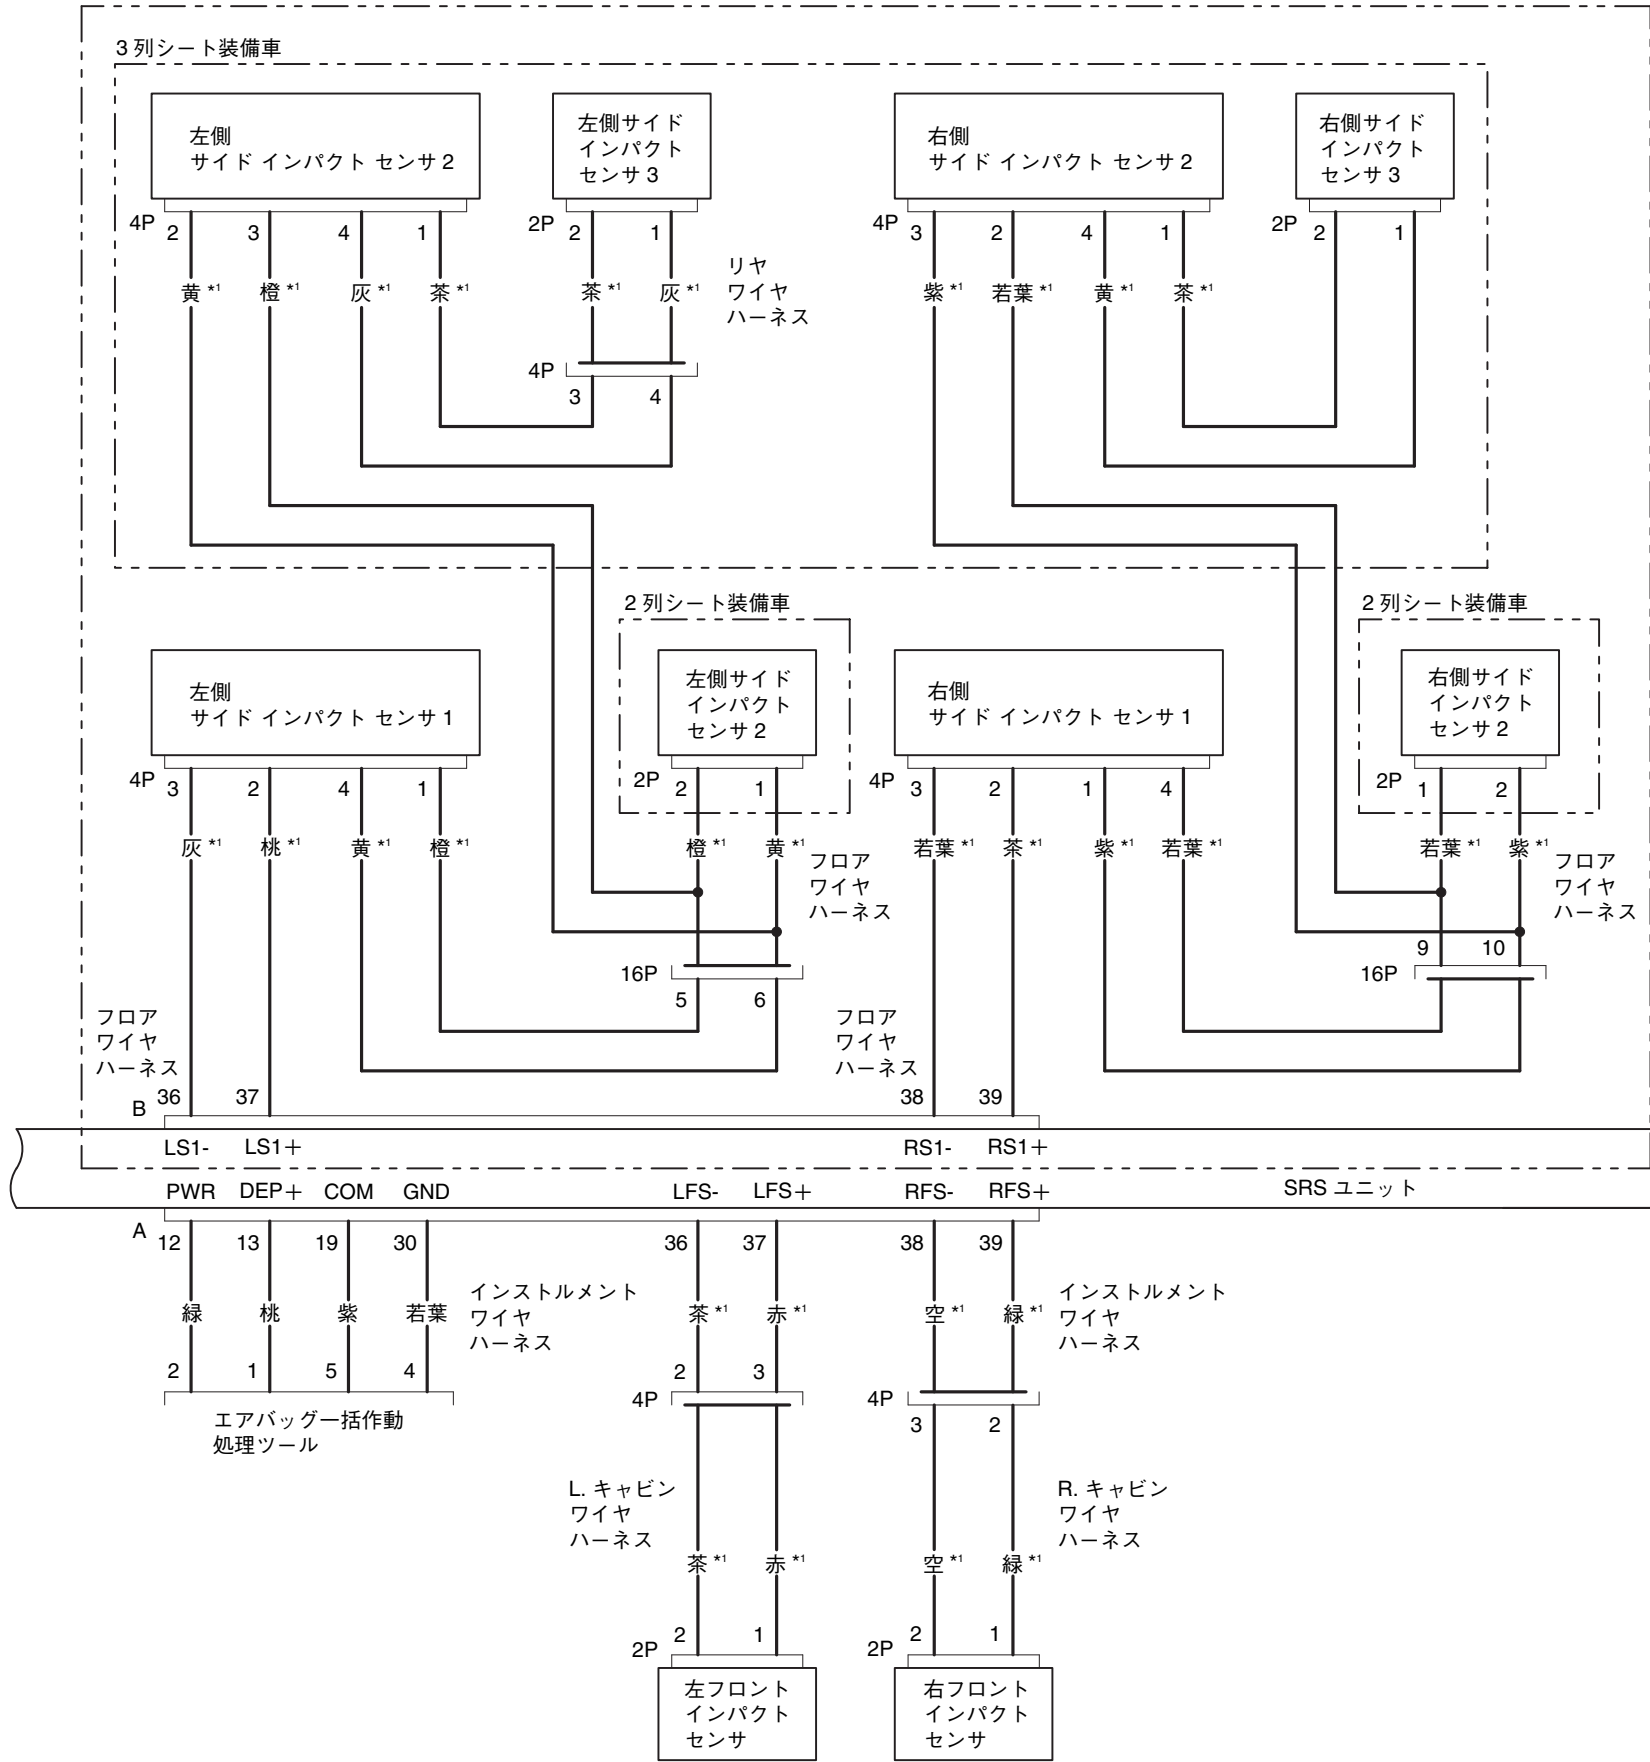 3 列シート装備車
左側
サイド インパクト センサ 2
左側サイド
インパクト
センサ 3
右側
サイド インパクト センサ 2
右側サイド
インパクト
センサ 3
4P 2 3 4 1
2P 2 1
4P 3 2 4 1
2P 2 1
黄 *1 橙 *1 灰 *1 茶 *1
茶 *1 灰 *1
リヤ
ワイヤ
ハーネス
紫 *1 若葉 *1 黄 *1 茶 *1
4P
3 4
2 列シート装備車
2 列シート装備車
左側
サイド インパクト センサ 1
左側サイド
インパクト
センサ 2
右側
サイド インパクト センサ 1
右側サイド
インパクト
センサ 2
4P 3 2 4 1
2P 2 1
4P 3 2 1 4
2P 1 2
灰 *1 桃 *1 黄 *1 橙 *1
橙 *1 黄 *1
フロア
ワイヤ
ハーネス
若葉 *1 茶 *1 紫 *1 若葉 *1
若葉 *1 紫 *1
フロア
ワイヤ
ハーネス
16P
5 6
9 10
16P
フロア
ワイヤ
ハーネス
フロア
ワイヤ
ハーネス
B 36 37 38 39
LS1- LS1+ RS1- RS1+
PWR DEP+ COM GND LFS- LFS+ RFS- RFS+ SRS ユニット
A 12 13 19 30 36 37 38 39
緑 桃 紫 若葉
インストルメント
ワイヤ
ハーネス
茶 *1 赤 *1 空 *1 緑 *1
インストルメント
ワイヤ
ハーネス
2 1 5 4
エアバッグ一括作動
処理ツール
2 3
4P
4P
3 2
L. キャビン
ワイヤ
ハーネス
R. キャビン
ワイヤ
ハーネス
茶 *1 赤 *1 空 *1 緑 *1
2P 2 1
2P 2 1
左フロント
インパクト
センサ
右フロント
インパクト
センサ